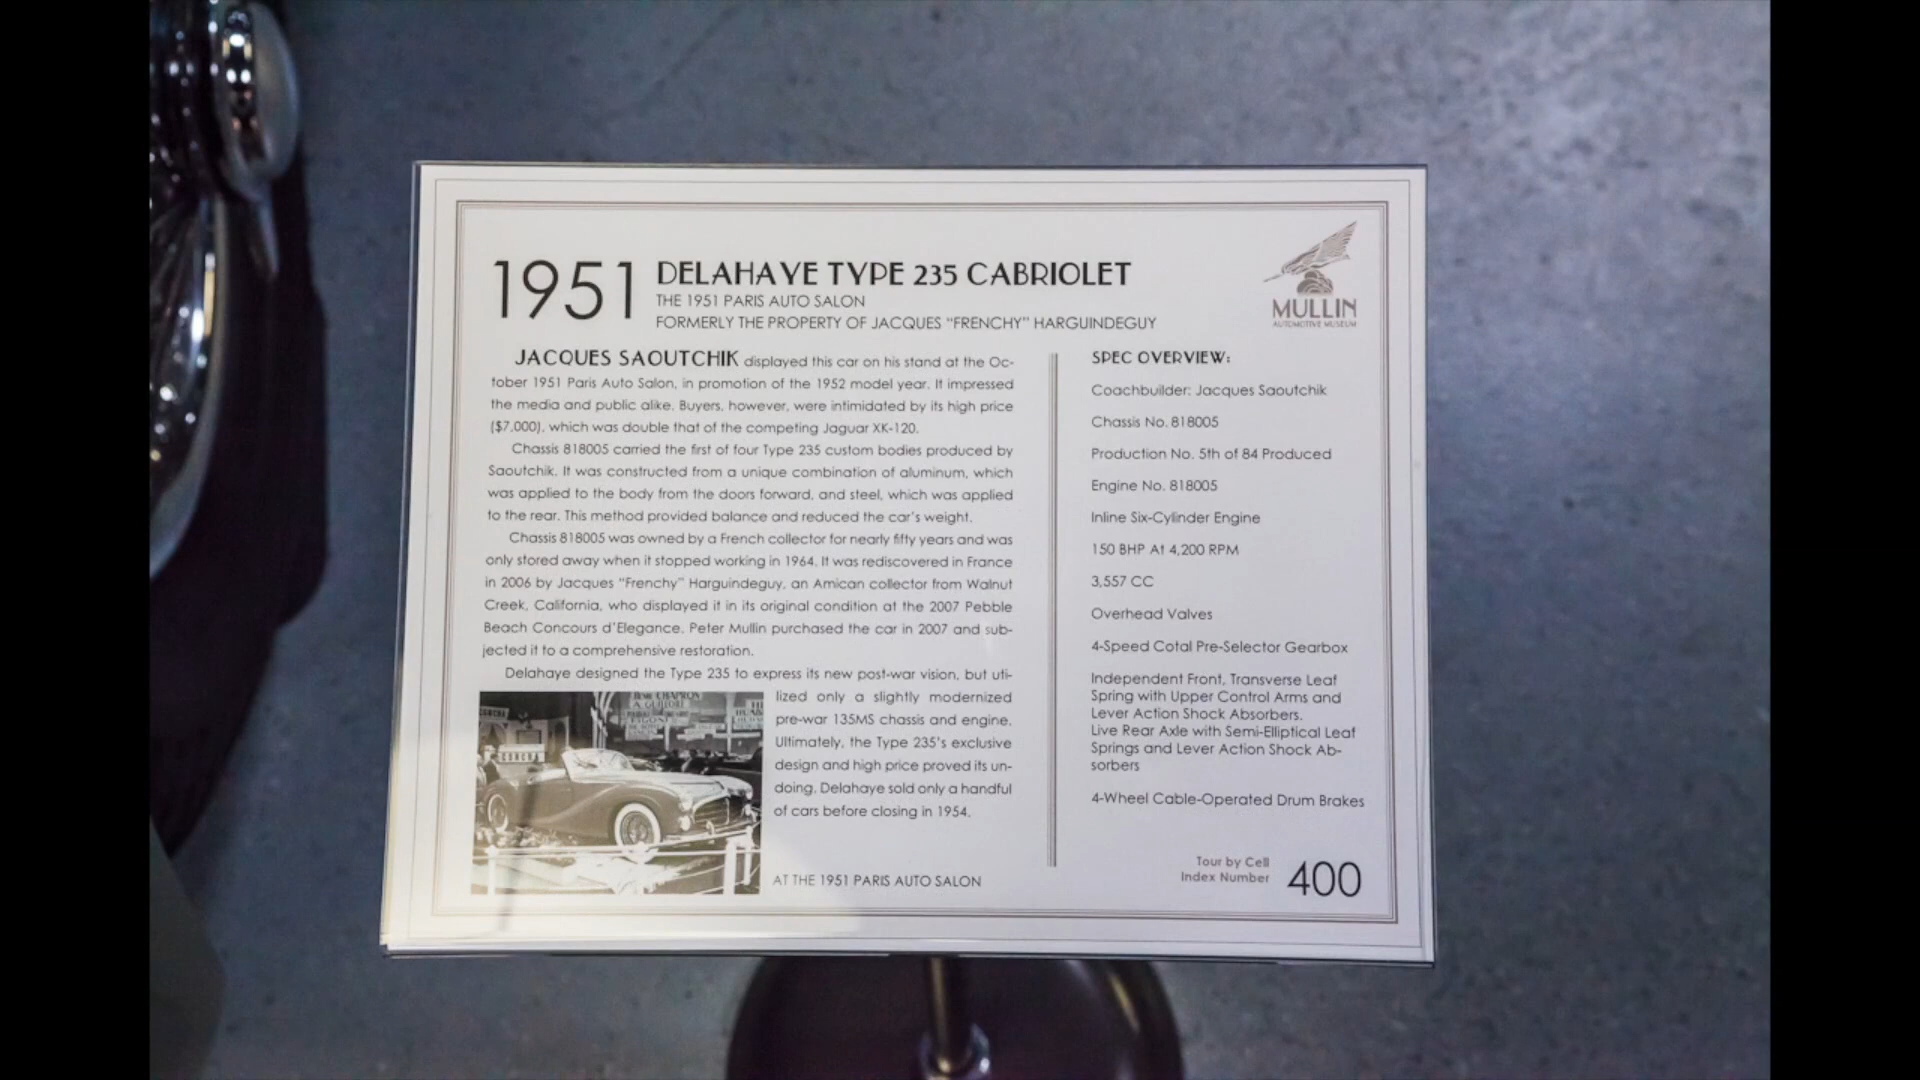 1951
DELAHAYE TYPE 235 CABRIOLET
THE 1951 PARIS AUTO SALON
FORMERLY THE PROPERTY OF JACQUES "FRENCHY" HARGUINDEGUY
MULLIN
AUTOMOTIVE MUSEUM
JACQUES SAOUTCHIK displayed this car on his stand at the Oc-
tober 1951 Paris Auto Salon, in promotion of the 1952 model year. It impressed
the media and public alike. Buyers, however, were intimidated by its high price
($7,000), which was double that of the competing Jaguar XK-120.
Chassis 818005 carried the first of four Type 235 custom bodies produced by
Saoutchik. It was constructed from a unique combination of aluminum, which
was applied to the body from the doors forward, and steel, which was applied
to the rear. This method provided balance and reduced the car's weight.
Chassis 818005 was owned by a French collector for nearly fifty years and was
only stored away when it stopped working in 1964. It was rediscovered in France
in 2006 by Jacques "Frenchy" Harguindeguy, an Amican collector from Walnut
Creek, California, who displayed it in its original condition at the 2007 Pebble
Beach Concours d'Elegance. Peter Mullin purchased the car in 2007 and sub-
jected it to a comprehensive restoration.
Delahaye designed the Type 235 to express its new post-war vision, but uti-
lized only a slightly modernized
pre-war 135MS chassis and engine.
Ultimately, the Type 235's exclusive
design and high price proved its un-
doing. Delahaye sold only a handful
of cars before closing in 1954.
AT THE 1951 PARIS AUTO SALON
SPEC OVERVIEW:
Coachbuilder: Jacques Saoutchik
Chassis No. 818005
Production No. 5th of 84 Produced
Engine No. 818005
Inline Six-Cylinder Engine
150 BHP At 4,200 RPM
3,557 CC
Overhead Valves
4-Speed Cotal Pre-Selector Gearbox
Independent Front, Transverse Leaf
Spring with Upper Control Arms and
Lever Action Shock Absorbers.
Live Rear Axle with Semi-Elliptical Leaf
Springs and Lever Action Shock Ab-
sorbers
4-Wheel Cable-Operated Drum Brakes
Tour by Cell
Index Number
400